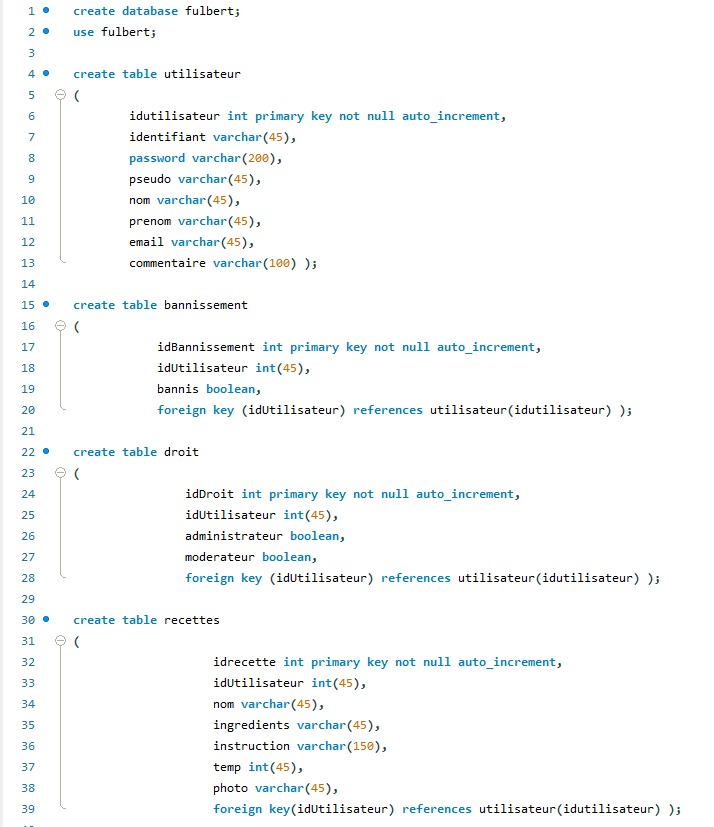 1 create database fulbert;
2 use fulbert;
3
4 create table utilisateur
5 (
6 idutilisateur int primary key not null auto_increment,
7 identifiant varchar(45),
8 password varchar(200),
9 pseudo varchar(45),
10 nom varchar(45),
11 prenom varchar(45),
12 email varchar(45),
13 commentaire varchar(100) );
14
15 create table bannissement
16 (
17 idBannissement int primary key not null auto_increment,
18 idUtilisateur int(45),
19 bannis boolean,
20 foreign key (idUtilisateur) references utilisateur(idutilisateur) );
21
22 create table droit
23 (
24 idDroit int primary key not null auto_increment,
25 idUtilisateur int(45),
26 administrateur boolean,
27 moderateur boolean,
28 foreign key (idUtilisateur) references utilisateur(idutilisateur) );
29
30 create table recettes
31 (
32 idrecette int primary key not null auto_increment,
33 idUtilisateur int(45),
34 nom varchar(45),
35 ingredients varchar(45),
36 instruction varchar(150),
37 temp int(45),
38 photo varchar(45),
39 foreign key(idUtilisateur) references utilisateur(idutilisateur) );